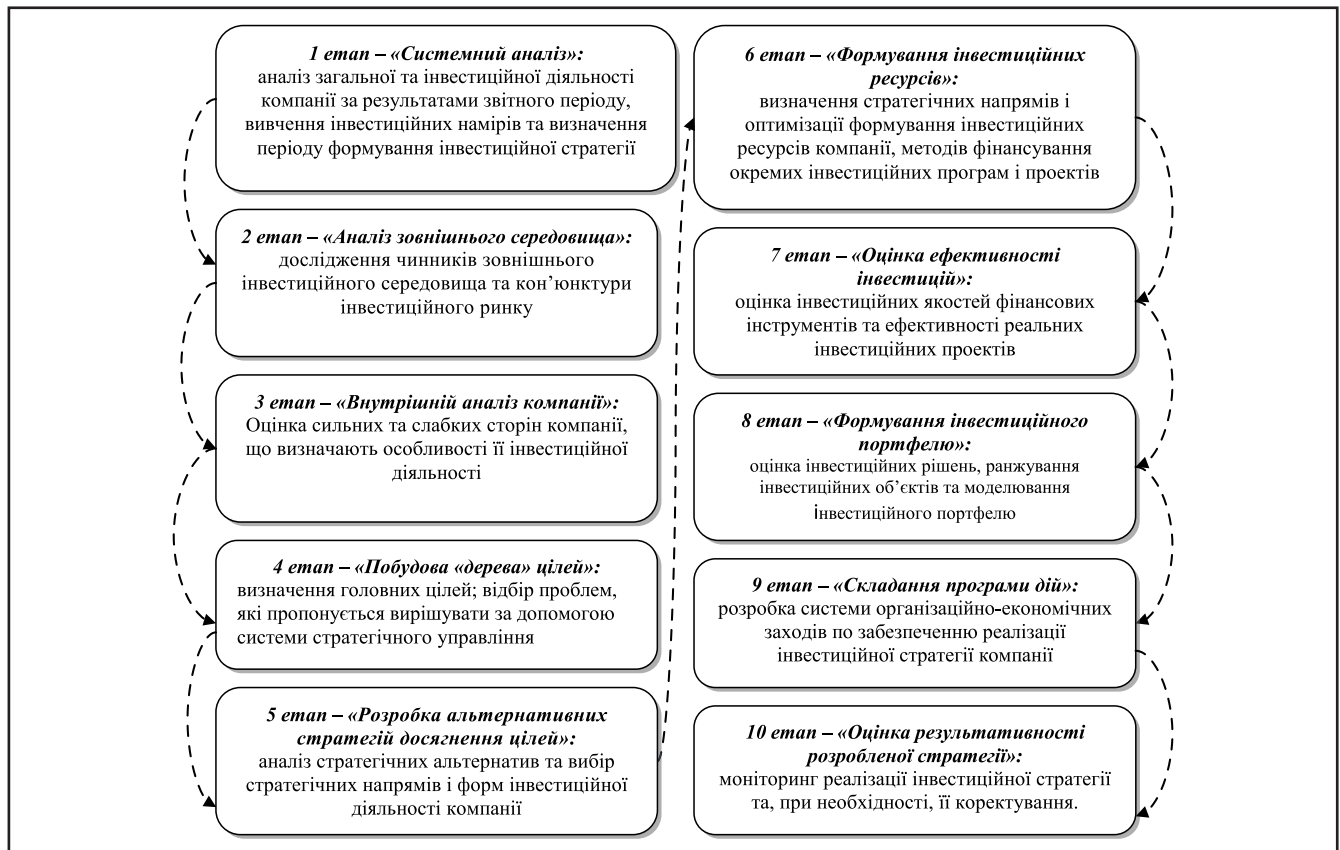 1 етап – «Системний аналіз»:
аналіз загальної та інвестиційної діяльності
компанії за результатами звітного періоду,
вивчення інвестиційних намірів та визначення
періоду формування інвестиційної стратегії
2 етап – «Аналіз зовнішнього середовища»:
дослідження чинників зовнішнього
інвестиційного середовища та кон’юнктури
інвестиційного ринку
3 етап – «Внутрішній аналіз компанії»:
Оцінка сильних та слабких сторін компанії,
що визначають особливості її інвестиційної
діяльності
4 етап – «Побудова «дерева» цілей»:
визначення головних цілей; відбір проблем,
які пропонується вирішувати за допомогою
системи стратегічного управління
5 етап – «Розробка альтернативних
стратегій досягнення цілей»:
аналіз стратегічних альтернатив та вибір
стратегічних напрямів і форм інвестиційної
діяльності компанії
6 етап – «Формування інвестиційних
ресурсів»:
визначення стратегічних напрямів і
оптимізації формування інвестиційних
ресурсів компанії, методів фінансування
окремих інвестиційних програм і проектів
7 етап – «Оцінка ефективності
інвестицій»:
оцінка інвестиційних якостей фінансових
інструментів та ефективності реальних
інвестиційних проектів
8 етап – «Формування інвестиційного
портфелю»:
оцінка інвестиційних рішень, ранжування
інвестиційних об’єктів та моделювання
інвестиційного портфелю
9 етап – «Складання програми дій»:
розробка системи організаційно-економічних
заходів по забезпеченню реалізації
інвестиційної стратегії компанії
10 етап – «Оцінка результативності
розробленої стратегії»:
моніторинг реалізації інвестиційної стратегії
та, при необхідності, її коректування.